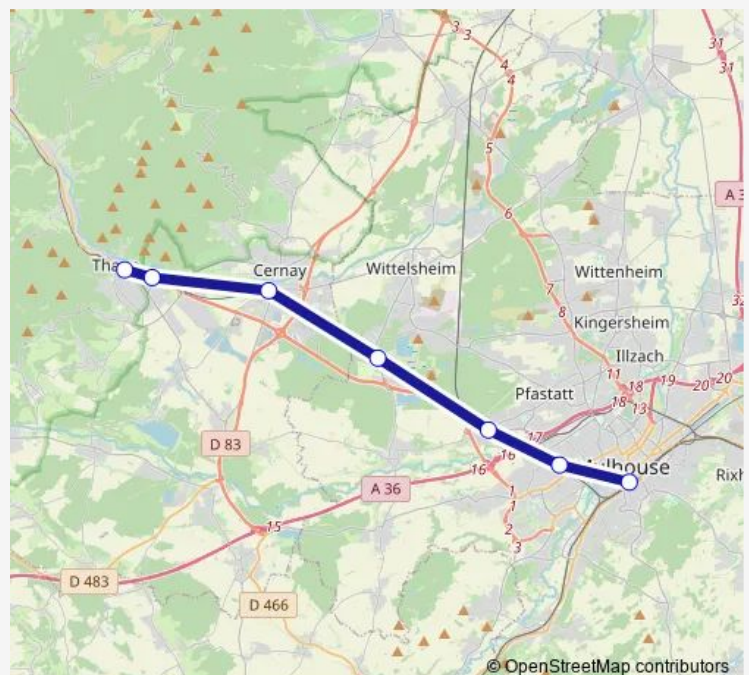 3
3
4
4
31
31
5
A 3
6
Tha
Cernay
Wittelsheim
Wittenheim
7
8
32
Kingersheim
Illzach
11
18
19
20
20
Pfastatt
18
13
17
D 83
16
16
ulhouse
Rixh
A 36
1
1
2
3
15
D 483
D 466
© OpenStreetMap contributors